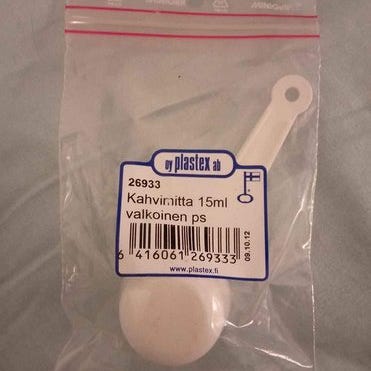 oy plastex ab
26933
Kahvimitta 15ml
valkoinen ps
6 416061 269333
09.10.12
www.plastex.fi